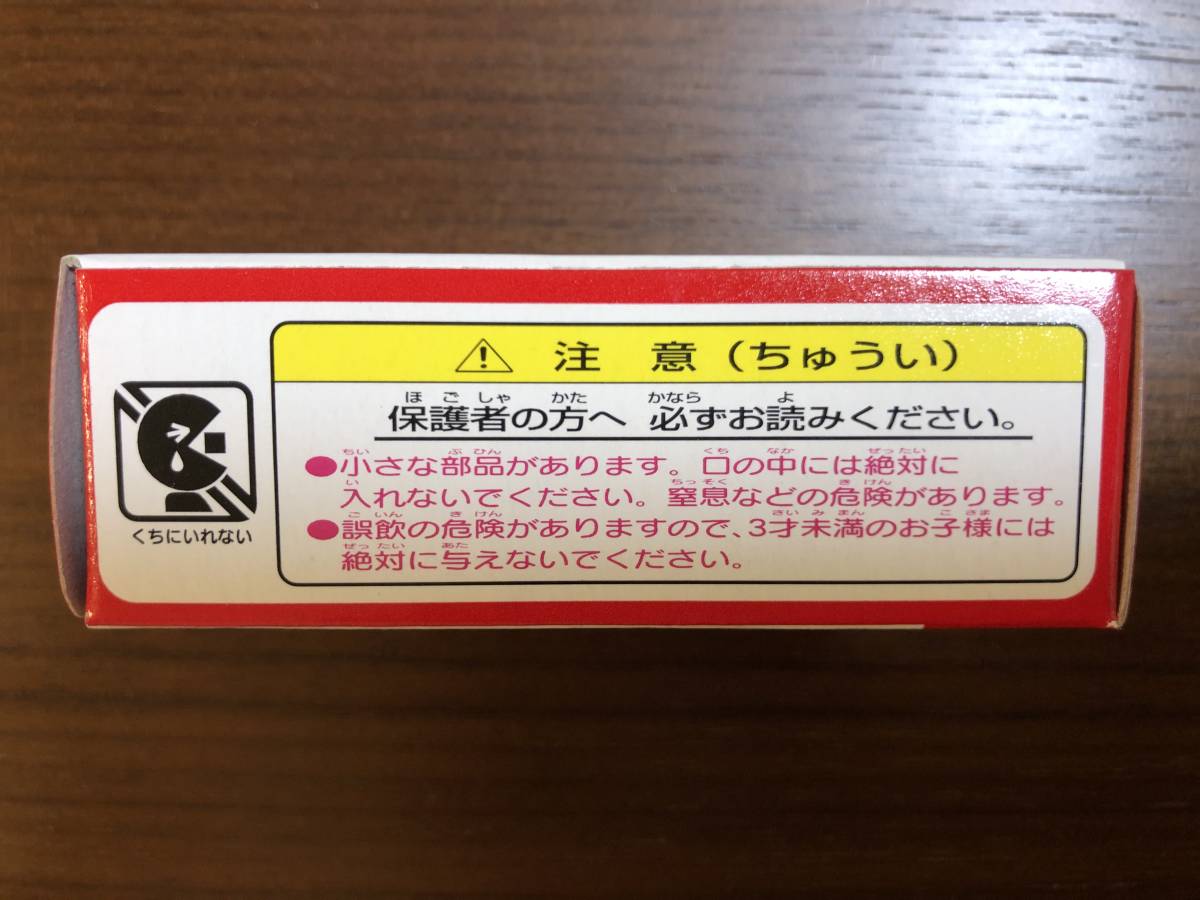 ⚠ 注 意（ちゅうい）
ほ ご しゃ かた かなら よ
保護者の方へ 必ずお読みください。
ちい ぶ ひん くち なか ぜっ たい
●小さな部品があります。口の中には絶対に
い ちっ そく き けん
入れないでください。窒息などの危険があります。
ご いん き けん さい み まん こ さま
●誤飲の危険がありますので、3才未満のお子様には
ぜっ たい あた
絶対に与えないでください。
くちにいれない